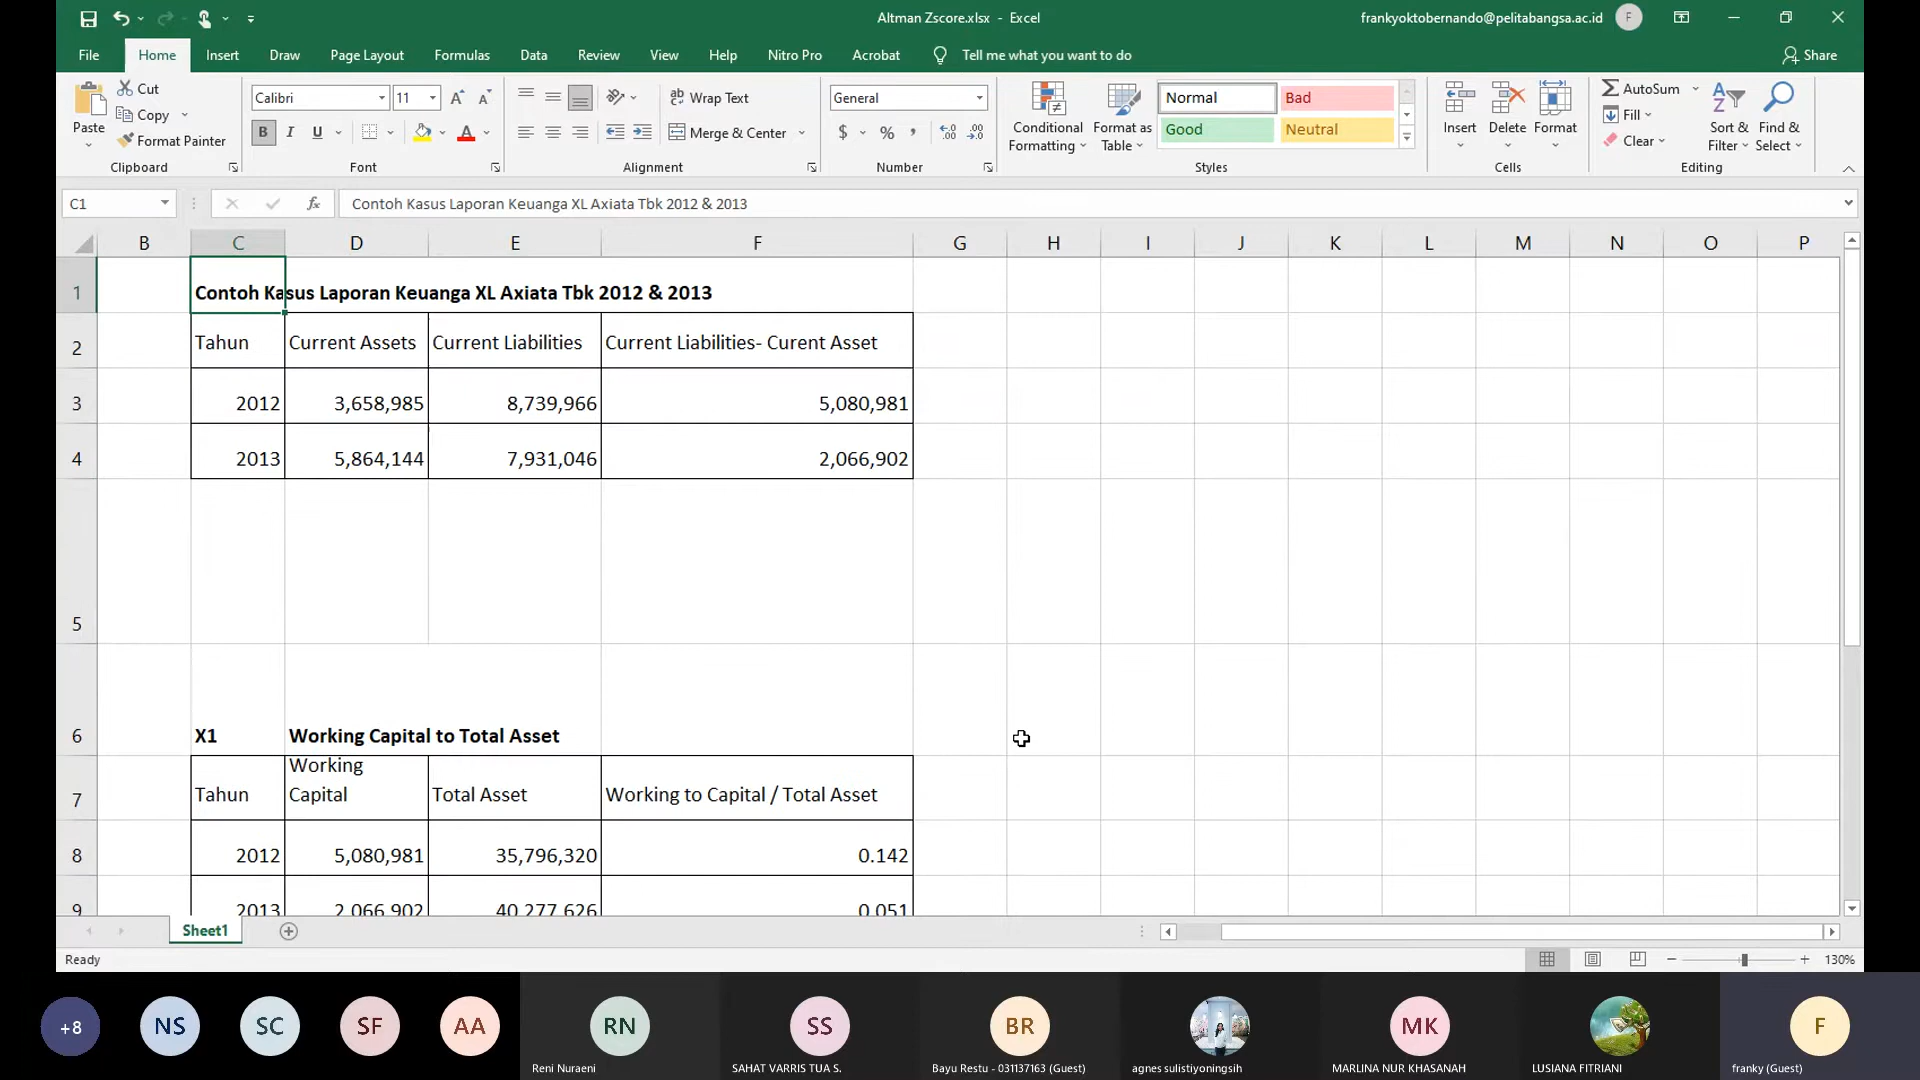 Altman Zscore.xlsx - Excel
frankyoktobernando@pelitabangsa.ac.id
F
File
Home
Insert
Draw
Page Layout
Formulas
Data
Review
View
Help
Nitro Pro
Acrobat
Tell me what you want to do
Share
Paste
Cut
Copy
Format Painter
Clipboard
Calibri
11
B I U
Font
Wrap Text
Merge & Center
Alignment
General
$ %
Number
Conditional Formatting
Format as Table
Normal
Bad
Good
Neutral
Styles
Insert
Delete
Format
Cells
AutoSum
Fill
Clear
Sort & Filter
Find & Select
Editing
C1
fx
Contoh Kasus Laporan Keuanga XL Axiata Tbk 2012 & 2013
B C D E F G H I J K L M N O P
1 Contoh Kasus Laporan Keuanga XL Axiata Tbk 2012 & 2013
2 Tahun Current Assets Current Liabilities Current Liabilities- Curent Asset
3 2012 3,658,985 8,739,966 5,080,981
4 2013 5,864,144 7,931,046 2,066,902
5
6 X1 Working Capital to Total Asset
7 Tahun Working Capital Total Asset Working to Capital / Total Asset
8 2012 5,080,981 35,796,320 0.142
9 2013 2,066,902 40,277,626 0.051
Sheet1
Ready
130%
+8
NS
SC
SF
AA
RN
Reni Nuraeni
SS
SAHAT VARRIS TUA S.
BR
Bayu Restu - 031137163 (Guest)
agnes sulistiyoningsih
MK
MARLINA NUR KHASANAH
LUSIANA FITRIANI
F
franky (Guest)